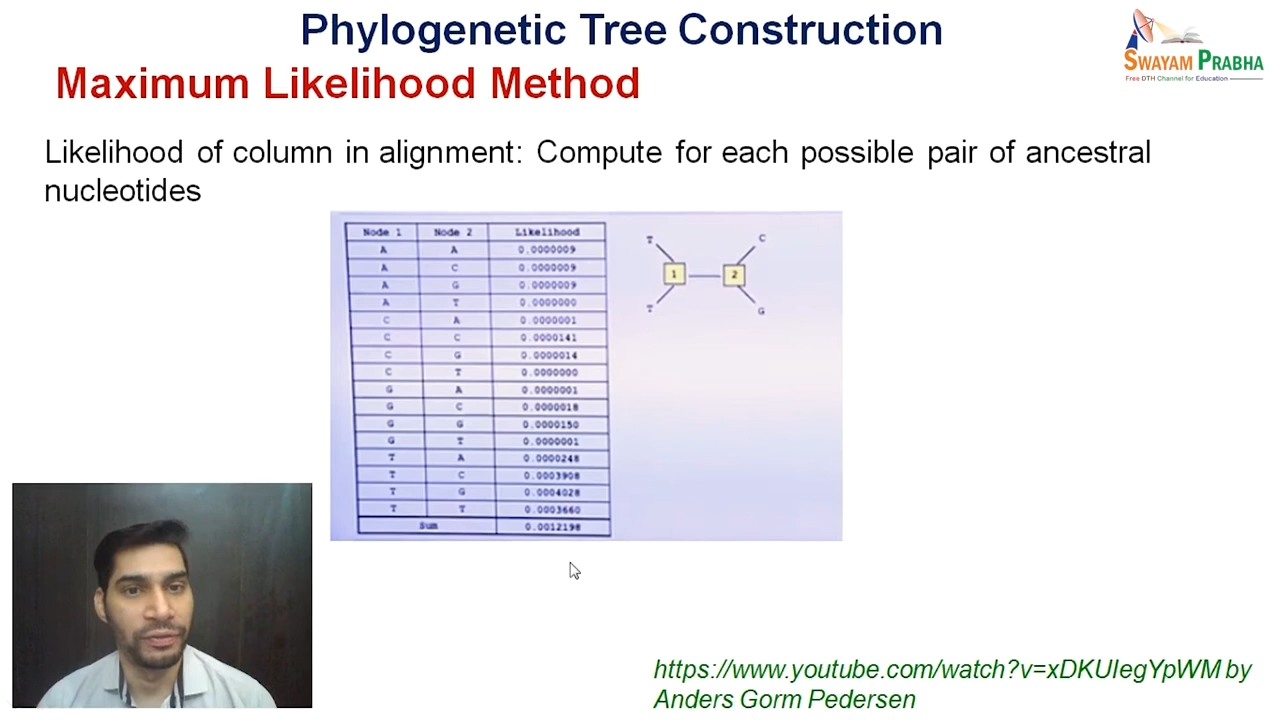 Phylogenetic Tree Construction
Maximum Likelihood Method
SWAYAM PRABHA
Free DTH Channel for Education
Likelihood of column in alignment: Compute for each possible pair of ancestral
nucleotides
Node 1 Node 2 Likelihood
A A 0.0000009
A C 0.0000009
A G 0.0000009
A T 0.0000000
C A 0.0000001
C C 0.0000141
C G 0.0000014
C T 0.0000000
G A 0.0000001
G C 0.0000018
G G 0.0000150
G T 0.0000001
T A 0.0000248
T C 0.0003908
T G 0.0004028
T T 0.0003660
Sum 0.0012198
T C
1 2
T G
https://www.youtube.com/watch?v=xDKUIegYpWM by
Anders Gorm Pedersen